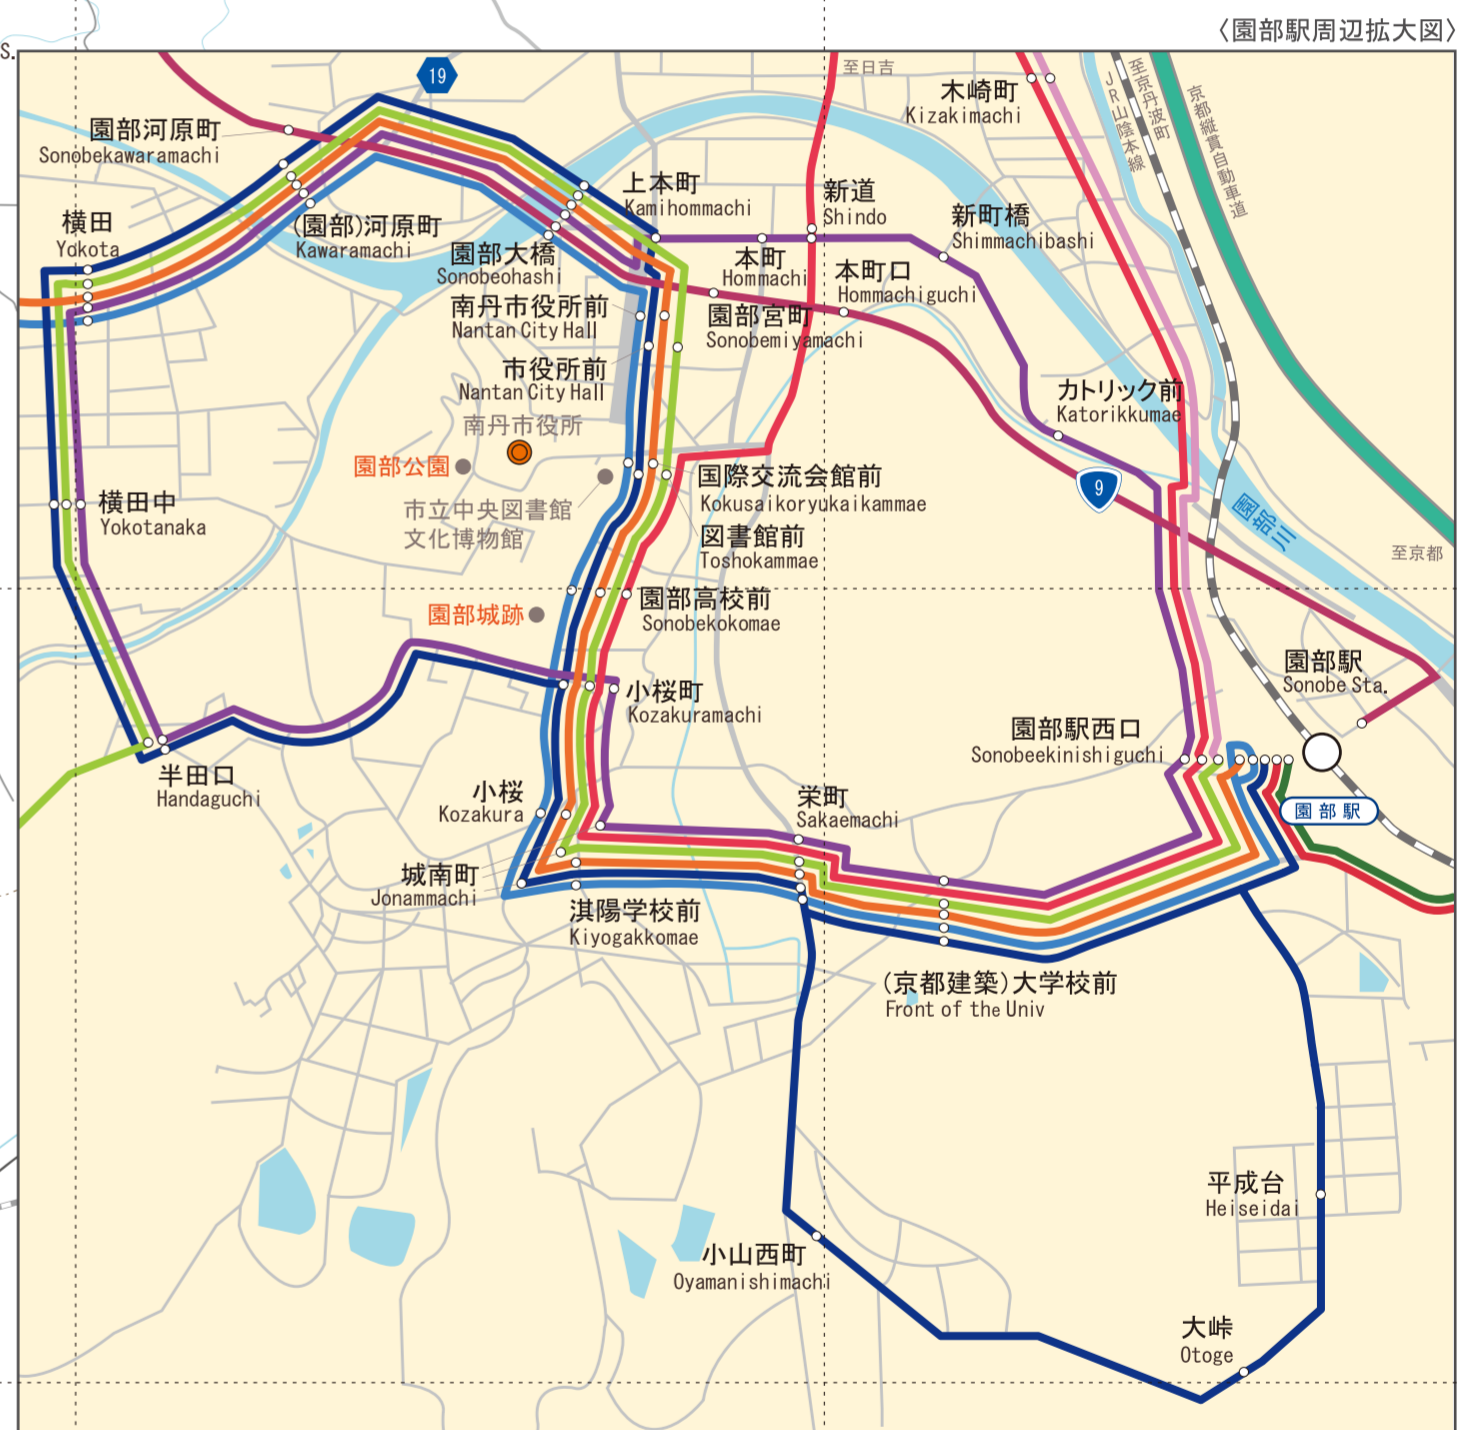 〈園部駅周辺拡大図〉
S.
19
至日吉
木崎町
Kizakimachi
JR山陰本線
至京丹波町
京都縦貫自動車道
園部河原町
Sonobekawaramachi
上本町
Kamihommachi
新道
Shindo
横田
Yokota
(園部)河原町
Kawaramachi
新町橋
Shimmachibashi
園部大橋
Sonobeohashi
本町
Hommachi
本町口
Hommachiguchi
南丹市役所前
Nantan City Hall
園部宮町
Sonobemiyamachi
市役所前
Nantan City Hall
カトリック前
Katorikkumae
南丹市役所
園部公園
国際交流会館前
Kokusaikoryukaikammae
9
横田中
Yokotanaka
市立中央図書館
文化博物館
図書館前
Toshokammae
園部川
至京都
園部城跡
園部高校前
Sonobekokomae
園部駅
Sonobe Sta.
小桜町
Kozakuramachi
園部駅西口
Sonobeekinishiguchi
半田口
Handaguchi
小桜
Kozakura
栄町
Sakaemachi
園部駅
城南町
Jonammachi
淇陽学校前
Kiyogakkomae
(京都建築)大学校前
Front of the Univ
平成台
Heiseidai
小山西町
Oyamanishimachi
大峠
Otoge